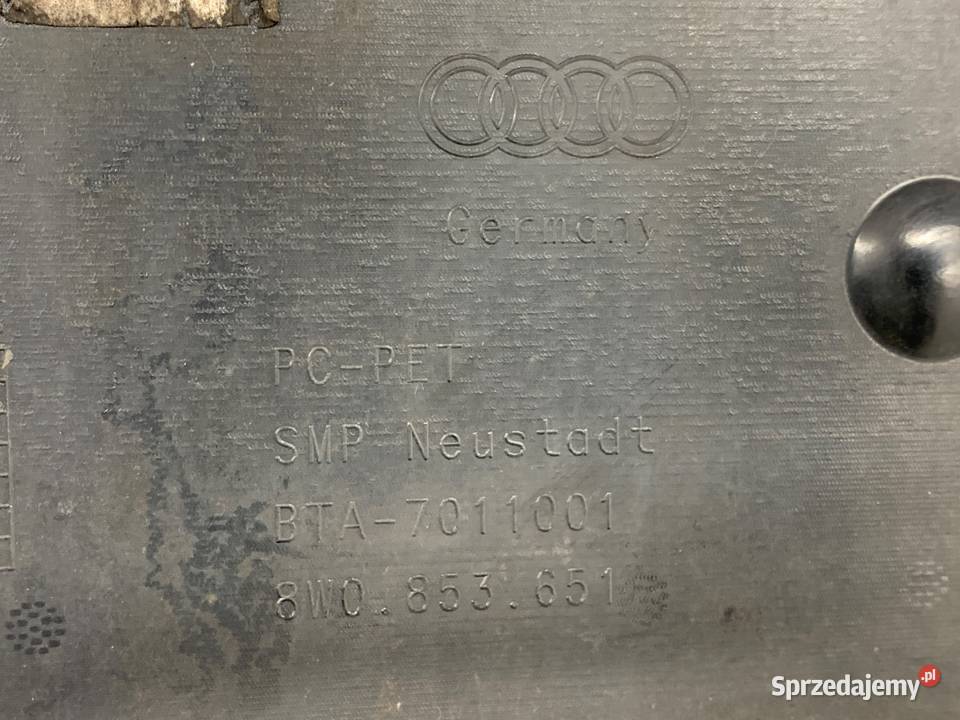 Germany
PC-PET
SMP Neustadt
BTA-7011001
8W0.853.651
Sprzedajemy.pl